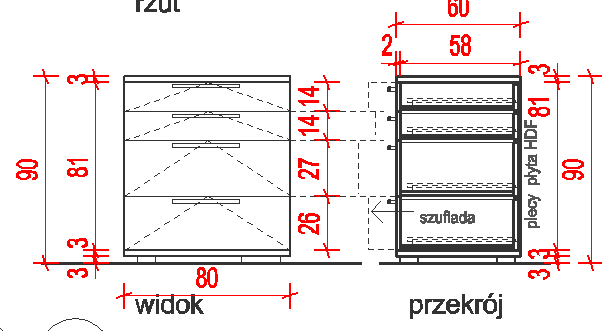 rzut
60
2 58
3 3
14 81
14
90 81 27 90
26
szuflada
plecy płyta HDF
3 3
3 3
80
widok przekrój